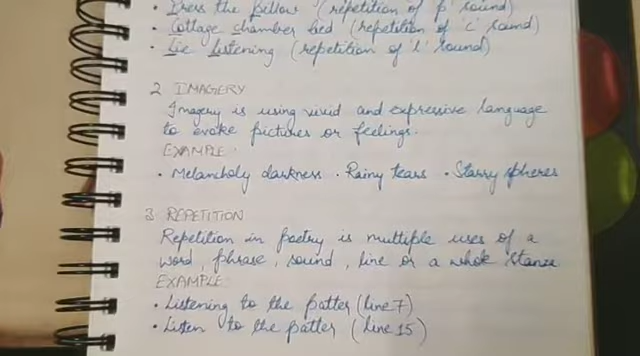 • Press the pillow (repetition of 'p' sound)
• Cottage chamber bed (repetition of 'c' sound)
• Lie listening (repetition of 'l' sound)
2 IMAGERY
Imagery is using vivid and expressive language
to evoke pictures or feelings.
EXAMPLE
• Melancholy darkness • Rainy tears • Starry spheres
3 REPETITION
Repetition in poetry is multiple uses of a
word, phrase, sound, line or a whole stanza
EXAMPLE
• Listening to the patter (line 7)
• Listen to the patter (line 15)